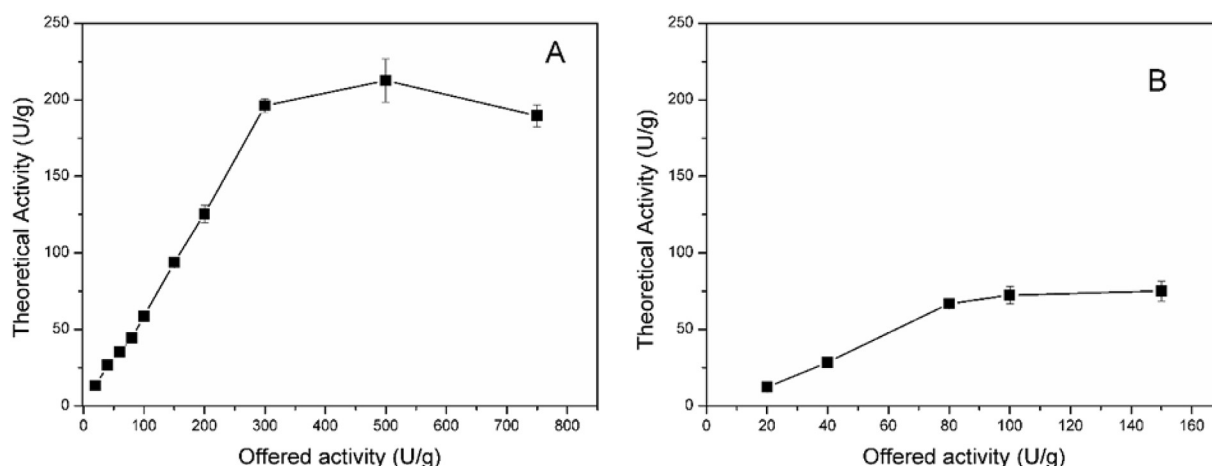 A
Theoretical Activity (U/g)
250
200
150
100
50
0
0 100 200 300 400 500 600 700 800
Offered activity (U/g)
B
Theoretical Activity (U/g)
250
200
150
100
50
0
0 20 40 60 80 100 120 140 160
Offered activity (U/g)